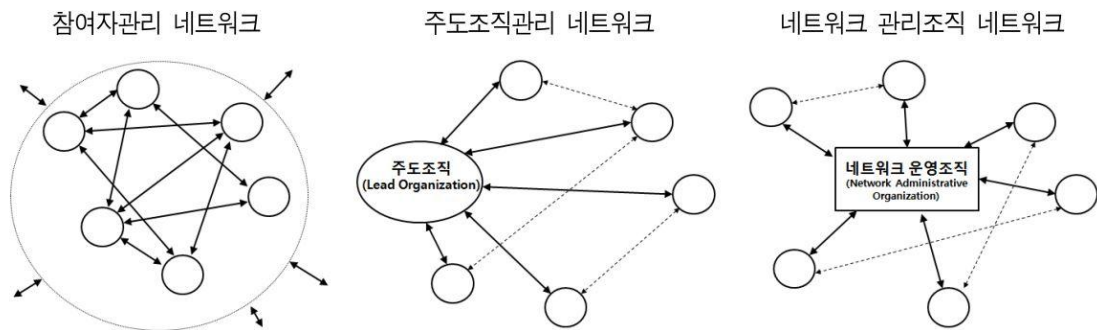 참여자관리 네트워크
주도조직관리 네트워크
네트워크 관리조직 네트워크
주도조직
(Lead Organization)
네트워크 운영조직
(Network Administrative
Organization)